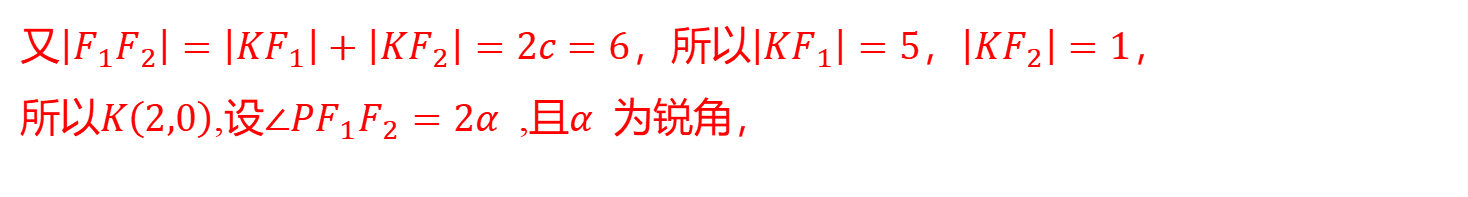 又|F₁F₂| = |KF₁| + |KF₂| = 2c = 6，所以|KF₁| = 5，|KF₂| = 1，
所以K(2,0),设∠PF₁F₂ = 2α ,且α 为锐角，